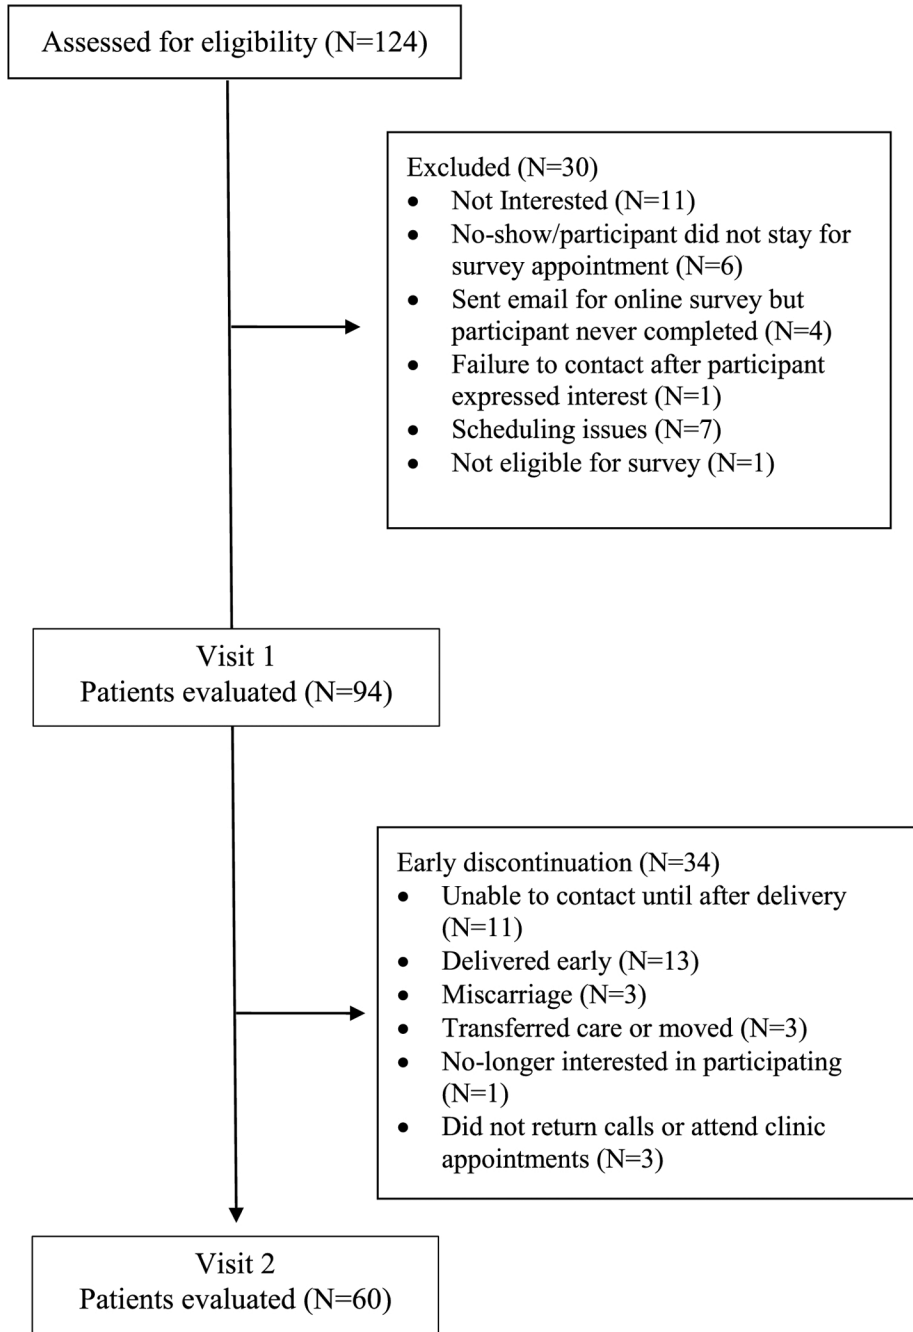 Assessed for eligibility (N=124)
Excluded (N=30)
• Not Interested (N=11)
• No-show/participant did not stay for
survey appointment (N=6)
• Sent email for online survey but
participant never completed (N=4)
• Failure to contact after participant
expressed interest (N=1)
• Scheduling issues (N=7)
• Not eligible for survey (N=1)
Visit 1
Patients evaluated (N=94)
Early discontinuation (N=34)
• Unable to contact until after delivery
(N=11)
• Delivered early (N=13)
• Miscarriage (N=3)
• Transferred care or moved (N=3)
• No-longer interested in participating
(N=1)
• Did not return calls or attend clinic
appointments (N=3)
Visit 2
Patients evaluated (N=60)